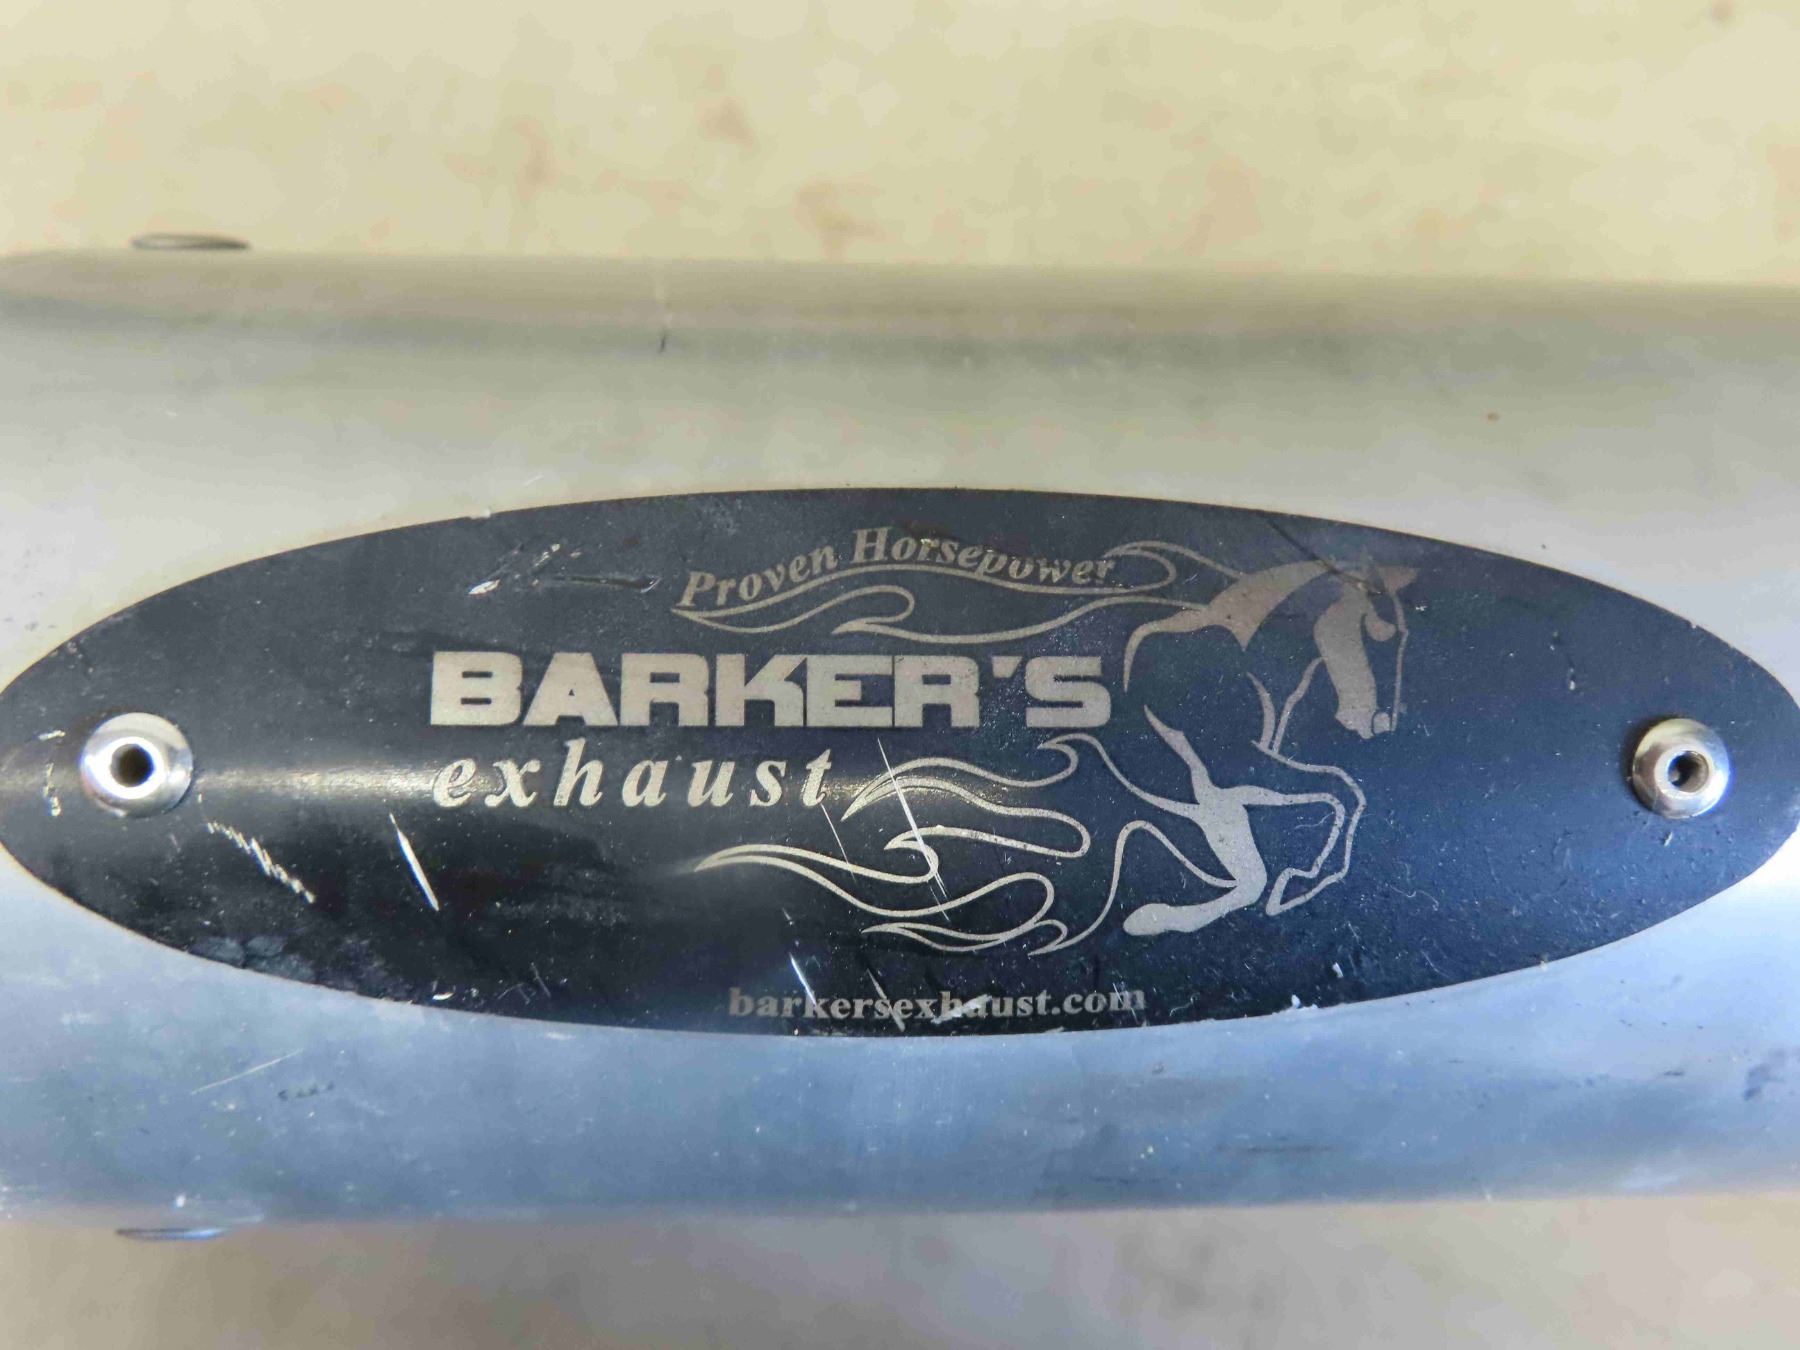 Proven Horsepower
BARKER'S
exhaust
barkersexhaust.com